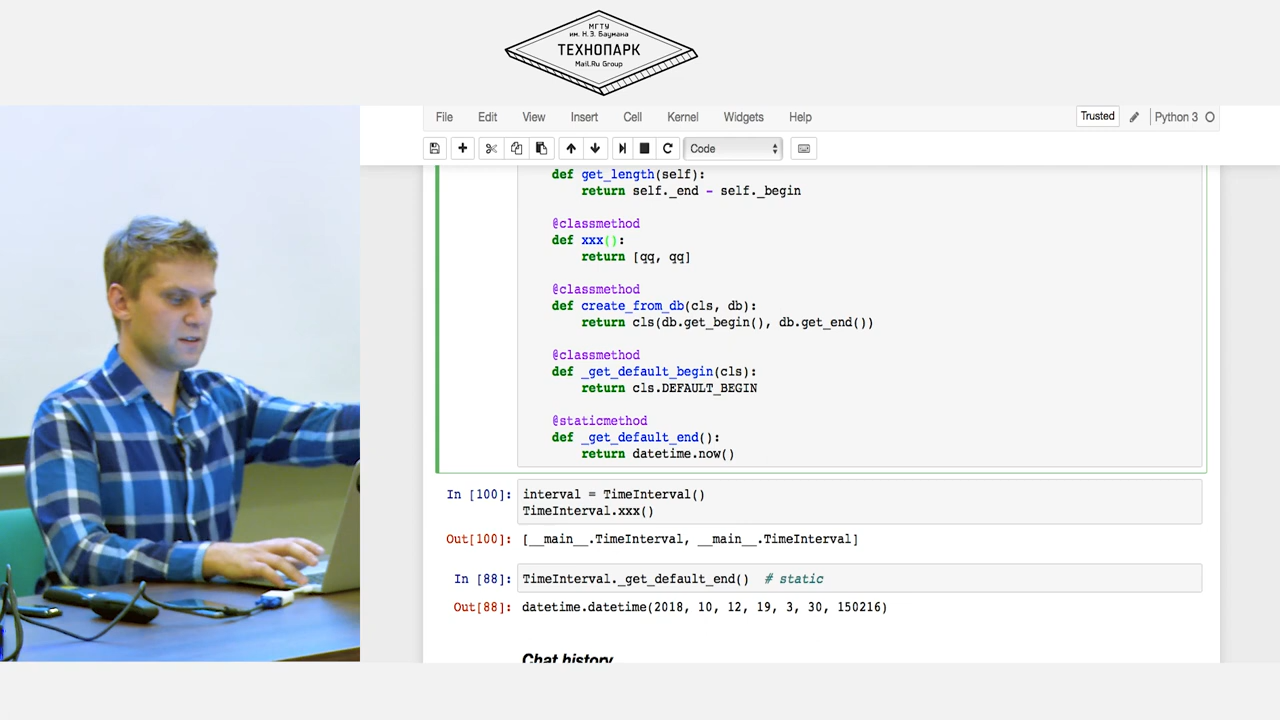 МГТУ
им. Н.Э. Баумана
ТЕХНОПАРК
Mail.Ru Group
File Edit View Insert Cell Kernel Widgets Help Trusted Python 3
Code
def get_length(self):
return self._end - self._begin
@classmethod
def xxx():
return [qq, qq]
@classmethod
def create_from_db(cls, db):
return cls(db.get_begin(), db.get_end())
@classmethod
def _get_default_begin(cls):
return cls.DEFAULT_BEGIN
@staticmethod
def _get_default_end():
return datetime.now()
In [100]: interval = TimeInterval()
TimeInterval.xxx()
Out[100]: [__main__.TimeInterval, __main__.TimeInterval]
In [88]: TimeInterval._get_default_end() # static
Out[88]: datetime.datetime(2018, 10, 12, 19, 3, 30, 150216)
Chat history